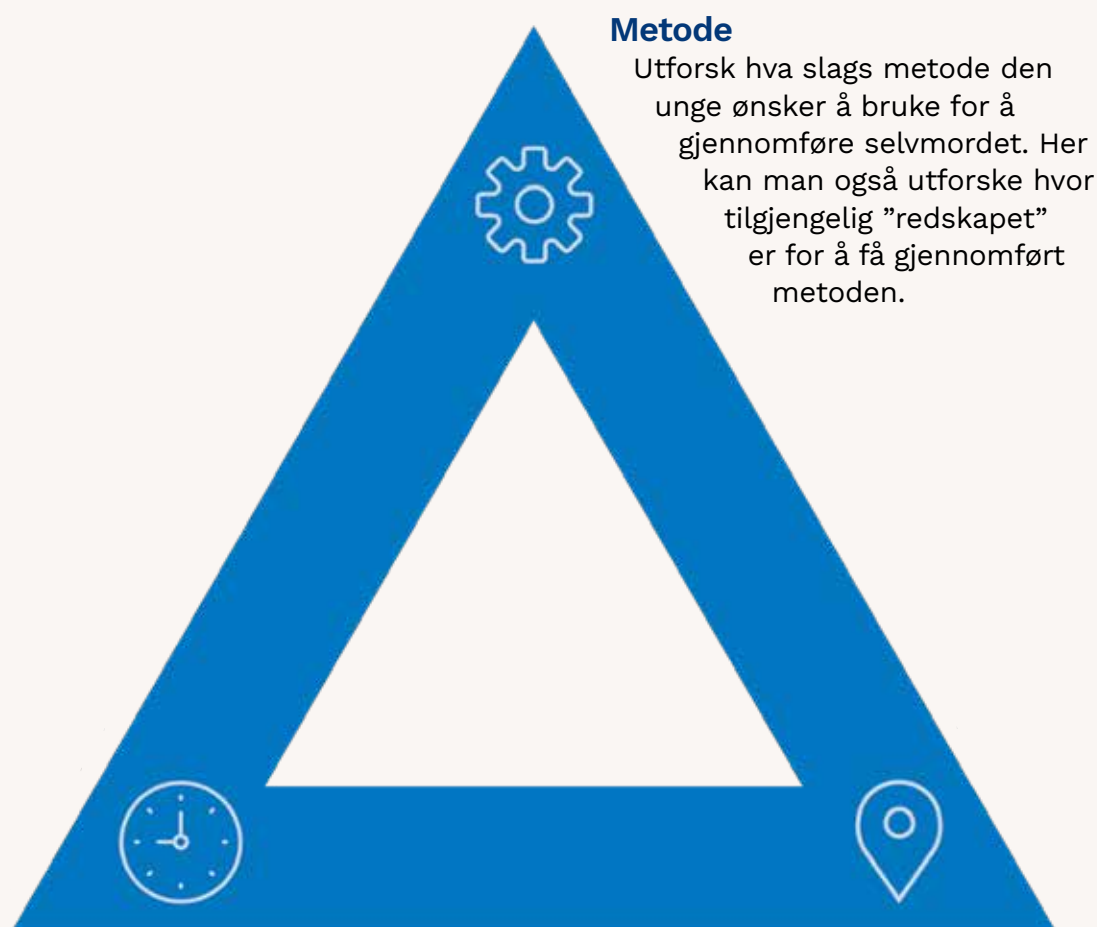 Metode
Utforsk hva slags metode den
unge ønsker å bruke for å
gjennomføre selvmordet. Her
kan man også utforske hvor
tilgjengelig ”redskapet”
er for å få gjennomført
metoden.